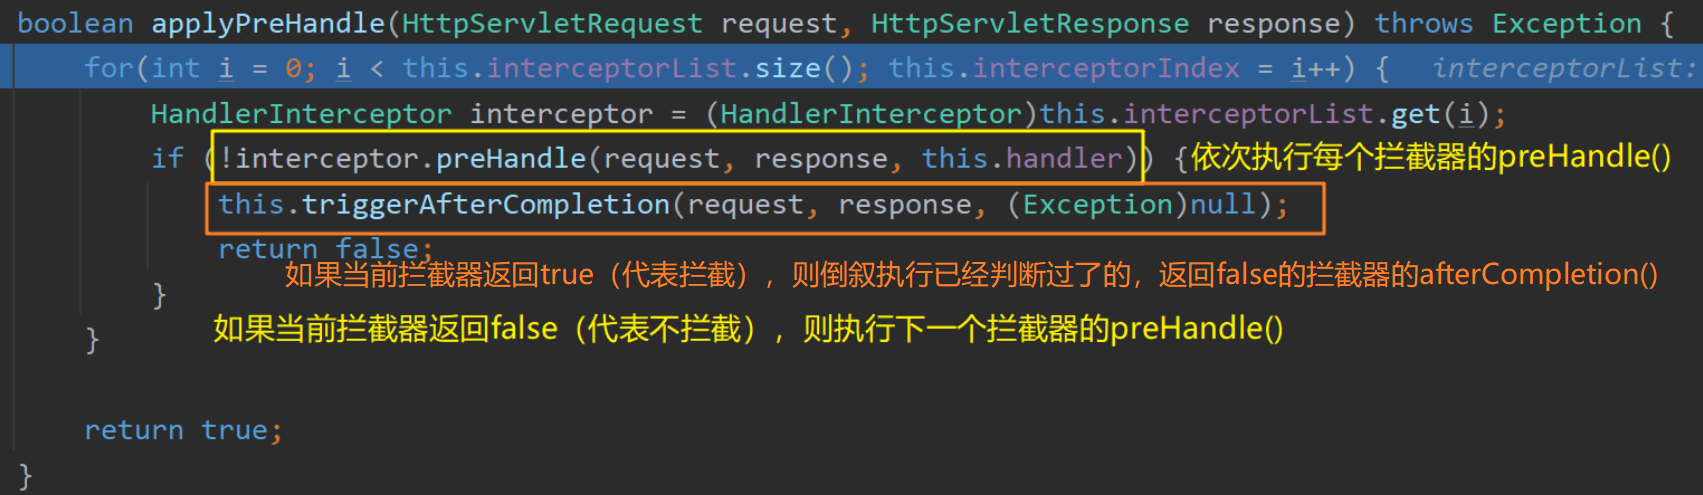 boolean applyPreHandle(HttpServletRequest request, HttpServletResponse response) throws Exception {
for(int i = 0; i < this.interceptorList.size(); this.interceptorIndex = i++) { interceptorList:
HandlerInterceptor interceptor = (HandlerInterceptor)this.interceptorList.get(i);
if (!interceptor.preHandle(request, response, this.handler)) { 依次执行每个拦截器的preHandle()
this.triggerAfterCompletion(request, response, (Exception)null);
return false;
如果当前拦截器返回true（代表拦截），则倒叙执行已经判断过了的，返回false的拦截器的afterCompletion()
}
如果当前拦截器返回false（代表不拦截），则执行下一个拦截器的preHandle()
}
return true;
}